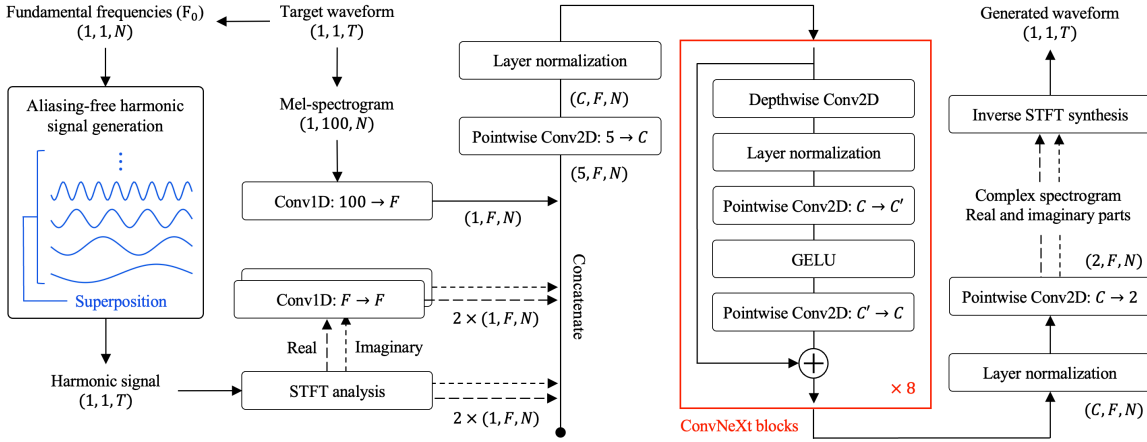 Fundamental frequencies (F₀)
(1, 1, N)
Target waveform
(1, 1, T)
Aliasing-free harmonic
signal generation
Superposition
Harmonic signal
(1, 1, T)
Mel-spectrogram
(1, 100, N)
Conv1D: 100 → F
(1, F, N)
Conv1D: F → F
2 × (1, F, N)
Real
Imaginary
STFT analysis
2 × (1, F, N)
Concatenate
Layer normalization
(C, F, N)
Pointwise Conv2D: 5 → C
(5, F, N)
Depthwise Conv2D
Layer normalization
Pointwise Conv2D: C → C′
GELU
Pointwise Conv2D: C′ → C
× 8
ConvNeXt blocks
Generated waveform
(1, 1, T)
Inverse STFT synthesis
Complex spectrogram
Real and imaginary parts
(2, F, N)
Pointwise Conv2D: C → 2
Layer normalization
(C, F, N)